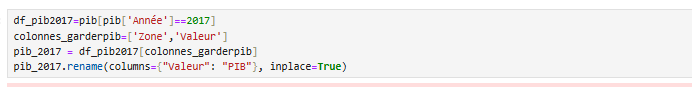 df_pib2017=pib[pib['Année']==2017]
colonnes_garderpib=['Zone','Valeur']
pib_2017 = df_pib2017[colonnes_garderpib]
pib_2017.rename(columns={"Valeur": "PIB"}, inplace=True)